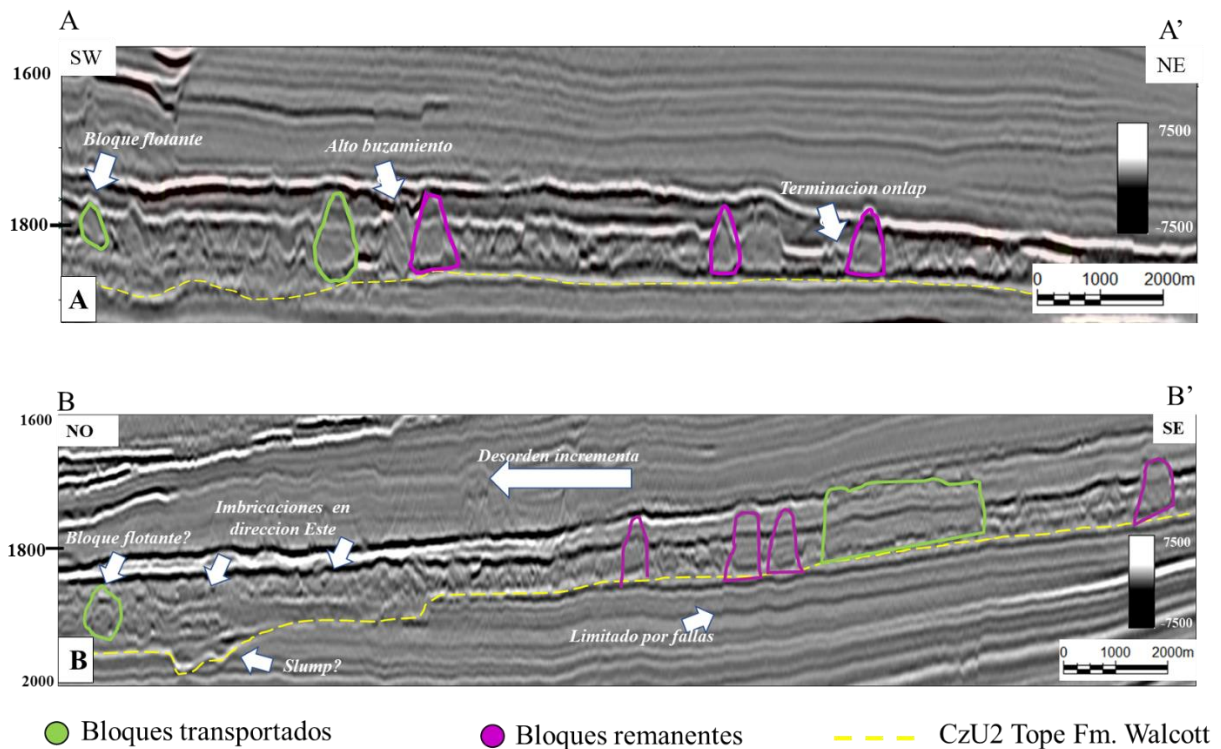 A
A'
SW
NE
1600
7500
Bloque flotante
Alto buzamiento
Terminacion onlap
1800
-7500
A
0
1000
2000m
B
B'
1600
NO
SE
Desorden incrementa
Imbricaciones en
direccion Este
Bloque flotante?
1800
7500
Limitado por fallas
-7500
B
Slump?
0
1000
2000m
2000
Bloques transportados
Bloques remanentes
CzU2 Tope Fm. Walcott